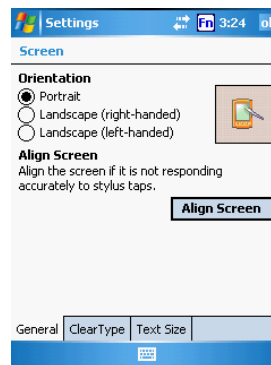 Settings Fn 3:24 ok
Screen
Orientation
Portrait
Landscape (right-handed)
Landscape (left-handed)
Align Screen
Align the screen if it is not responding
accurately to stylus taps.
Align Screen
General ClearType Text Size